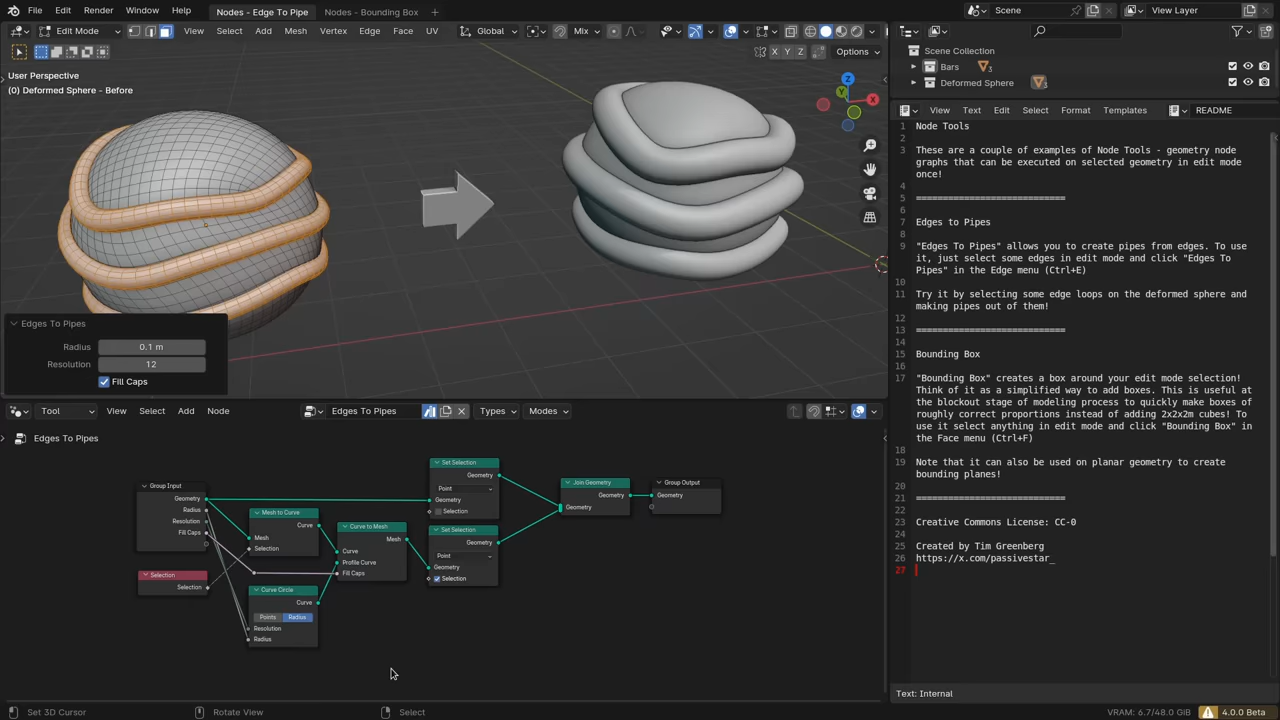 File Edit Render Window Help Nodes - Edge To Pipe Nodes - Bounding Box + Scene View Layer
Edit Mode View Select Add Mesh Vertex Edge Face UV Global Mix
X Y Z Options
User Perspective
(0) Deformed Sphere - Before
Z
Y
X
Edges To Pipes
Radius 0.1 m
Resolution 12
Fill Caps
Tool View Select Add Node Edges To Pipes Types Modes
Edges To Pipes
Group Input
Geometry
Radius
Resolution
Fill Caps
Selection
Selection
Mesh to Curve
Curve
Mesh
Selection
Curve Circle
Curve
Points Radius
Resolution
Radius
Curve to Mesh
Mesh
Curve
Profile Curve
Fill Caps
Set Selection
Geometry
Point
Geometry
Selection
Set Selection
Geometry
Point
Geometry
Selection
Join Geometry
Geometry
Geometry
Group Output
Geometry
Scene Collection
Bars 3
Deformed Sphere
View Text Edit Select Format Templates README
1 Node Tools
2
3 These are a couple of examples of Node Tools - geometry node
graphs that can be executed on selected geometry in edit mode
once!
4
5 ===========================
6
7 Edges to Pipes
8
9 "Edges To Pipes" allows you to create pipes from edges. To use
it, just select some edges in edit mode and click "Edges To
Pipes" in the Edge menu (Ctrl+E)
10
11 Try it by selecting some edge loops on the deformed sphere and
making pipes out of them!
12
13 ===========================
14
15 Bounding Box
16
17 "Bounding Box" creates a box around your edit mode selection!
Think of it as a simplified way to add boxes. This is useful at
the blockout stage of modeling process to quickly make boxes of
roughly correct proportions instead of adding 2x2x2m cubes! To
use it select anything in edit mode and click "Bounding Box" in
the Face menu (Ctrl+F)
18
19 Note that it can also be used on planar geometry to create
bounding planes!
20
21 ===========================
22
23 Creative Commons License: CC-0
24
25 Created by Tim Greenberg
26 https://x.com/passivestar_
27
Text: Internal
Set 3D Cursor Rotate View Select VRAM: 6.7/48.0 GiB 4.0.0 Beta